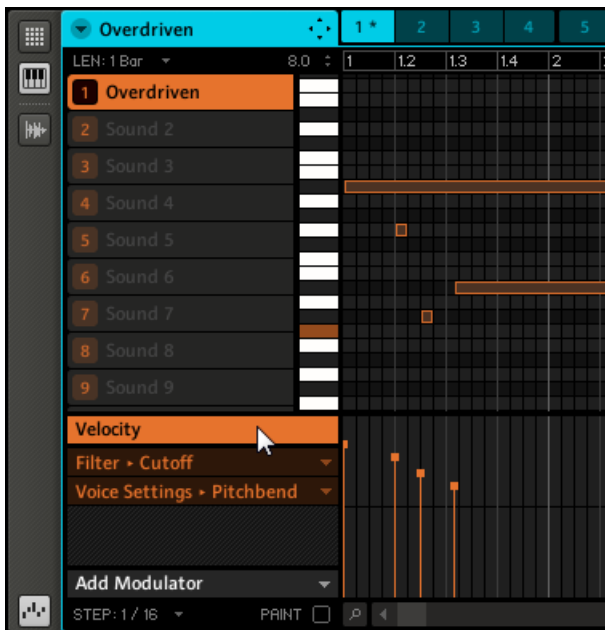 Overdriven
1 * 2 3 4 5
LEN: 1 Bar 8.0 1 1.2 1.3 1.4 2
1 Overdriven
2 Sound 2
3 Sound 3
4 Sound 4
5 Sound 5
6 Sound 6
7 Sound 7
8 Sound 8
9 Sound 9
Velocity
Filter ▸ Cutoff
Voice Settings ▸ Pitchbend
Add Modulator
STEP: 1 / 16 PAINT